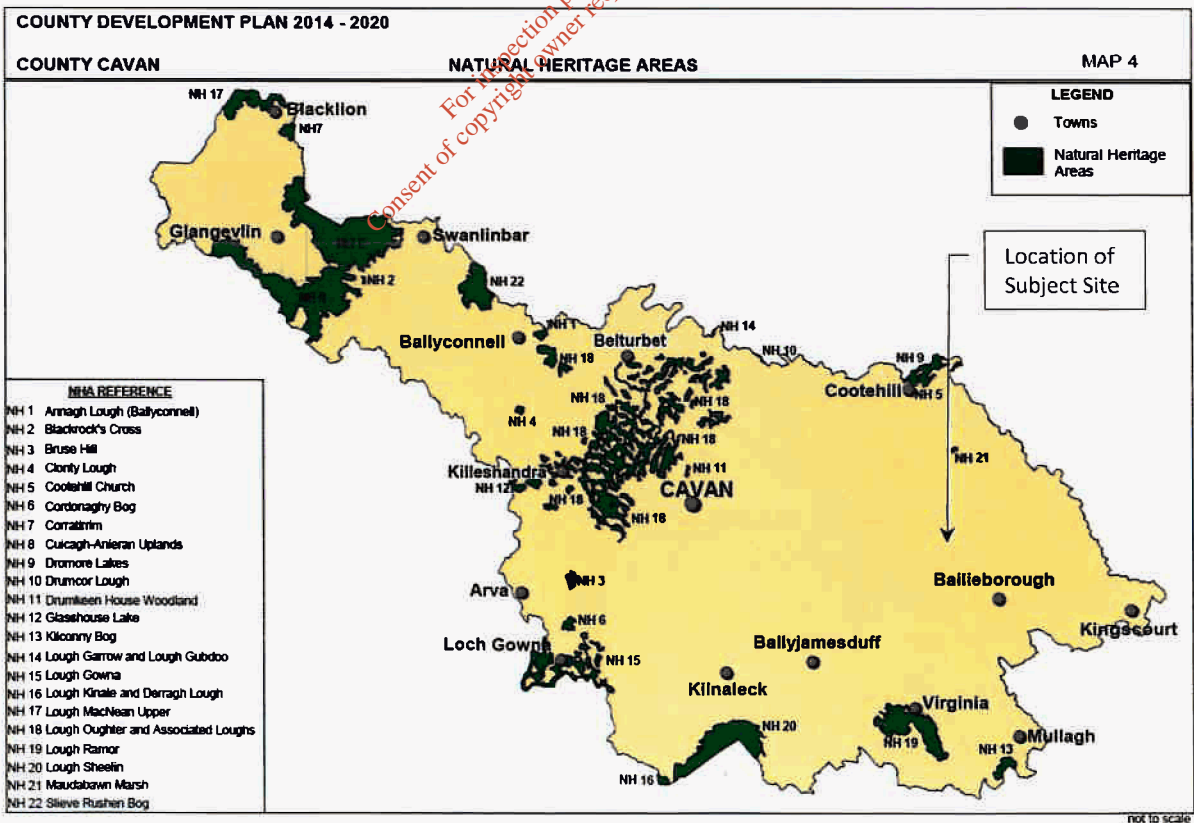 COUNTY DEVELOPMENT PLAN 2014 - 2020
COUNTY CAVAN
NATURAL HERITAGE AREAS
MAP 4
For inspection p
Consent of copyright owner req
LEGEND
Towns
Natural Heritage
Areas
Location of
Subject Site
NH 17
Blacklion
NH7
Glangevlin
Swanlinbar
NH 2
NH 8
NH 22
Ballyconnell
NH 1
NH 18
Belturbet
NH 14
NH 10
NH 9
Cootehill
NH 5
NH 18
NH 18
NH 4
NH 18
NH 18
NH 21
Killeshandra
NH 11
NH 12
NH 18
CAVAN
NH 18
NH 3
Arva
Bailieborough
NH 6
Kingscourt
Loch Gowna
NH 15
Ballyjamesduff
Kilnaleck
Virginia
NH 20
NH 19
Mullagh
NH 13
NH 16
NHA REFERENCE
NH 1 Annagh Lough (Ballyconnell)
NH 2 Blackrock's Cross
NH 3 Bruse Hill
NH 4 Clonty Lough
NH 5 Cootehill Church
NH 6 Cordonaghy Bog
NH 7 Corratirrim
NH 8 Cuilcagh-Anieran Uplands
NH 9 Dromore Lakes
NH 10 Drumcor Lough
NH 11 Drumkeen House Woodland
NH 12 Glasshouse Lake
NH 13 Kilconny Bog
NH 14 Lough Garrow and Lough Gubdoo
NH 15 Lough Gowna
NH 16 Lough Kinale and Derragh Lough
NH 17 Lough MacNean Upper
NH 18 Lough Oughter and Associated Loughs
NH 19 Lough Ramor
NH 20 Lough Sheelin
NH 21 Maudabawn Marsh
NH 22 Slieve Rushen Bog
not to scale